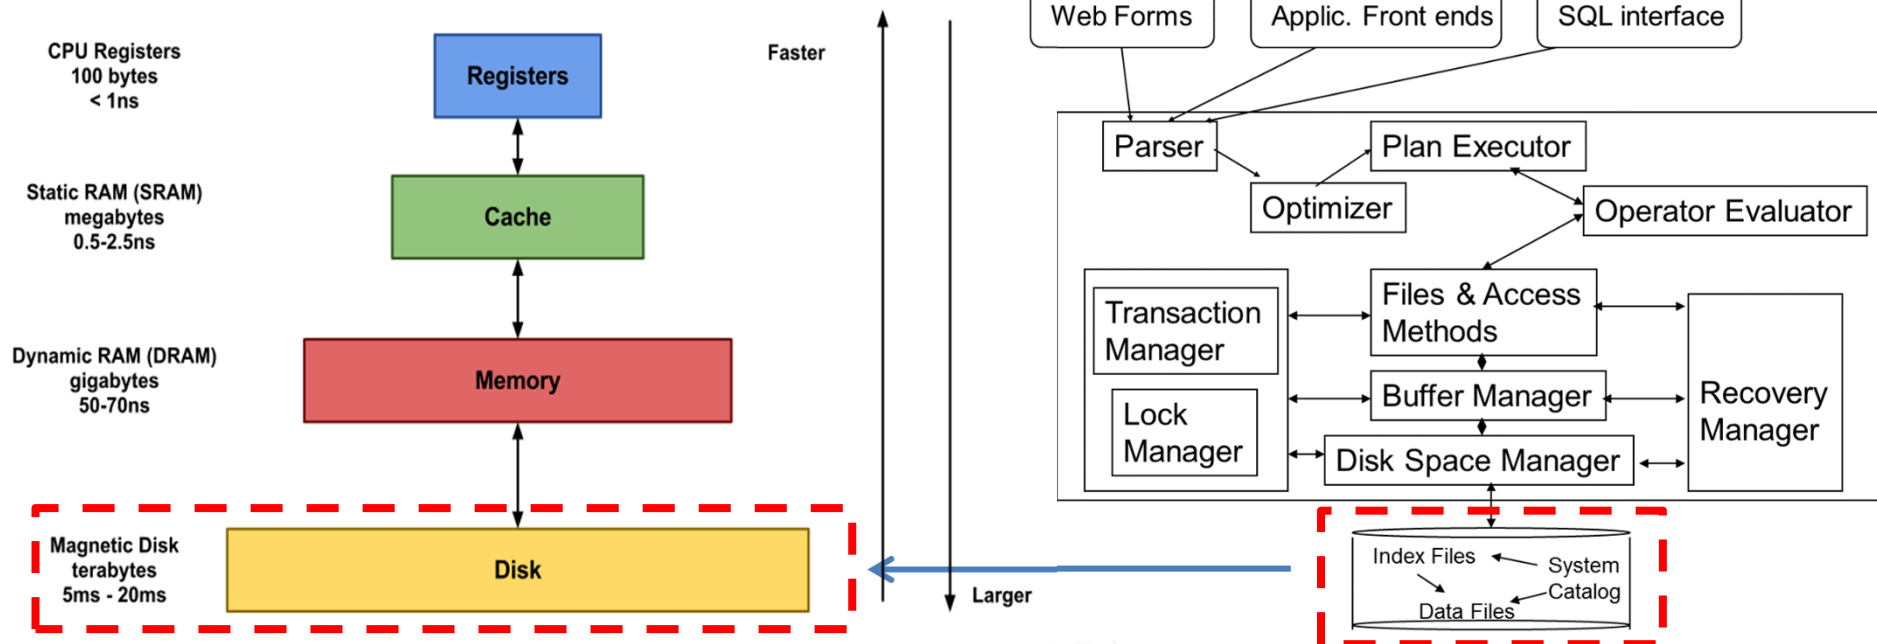 CPU Registers
100 bytes
< 1ns
Registers
Static RAM (SRAM)
megabytes
0.5-2.5ns
Cache
Dynamic RAM (DRAM)
gigabytes
50-70ns
Memory
Magnetic Disk
terabytes
5ms - 20ms
Disk
Faster
Larger
Web Forms
Applic. Front ends
SQL interface
Parser
Plan Executor
Optimizer
Operator Evaluator
Transaction
Manager
Lock
Manager
Files & Access
Methods
Buffer Manager
Disk Space Manager
Recovery
Manager
Index Files
System
Catalog
Data Files